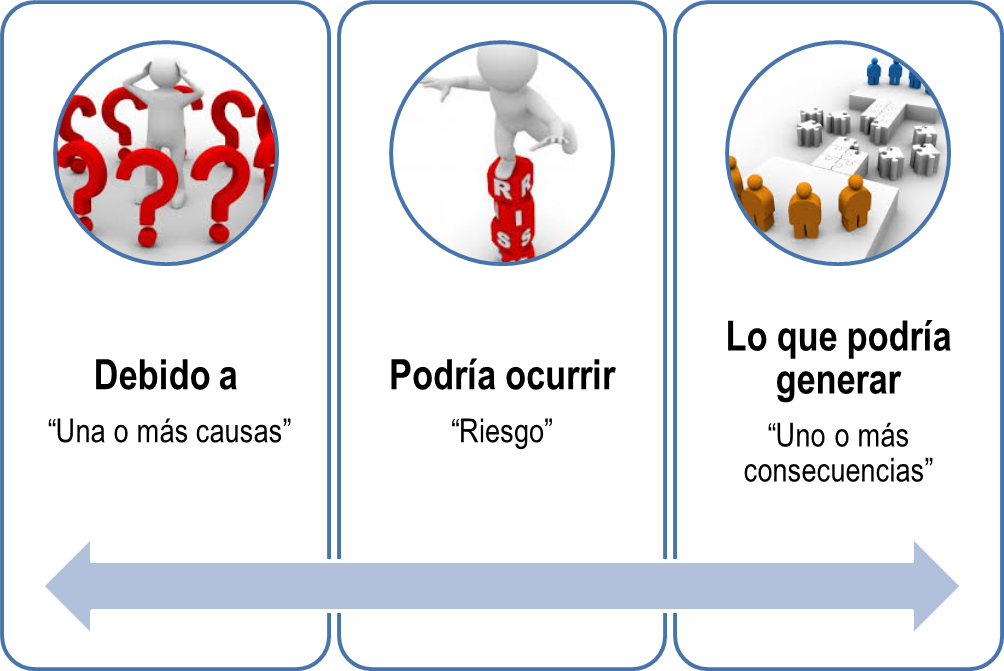 Debido a
“Una o más causas”
R R
I I
S S
Podría ocurrir
“Riesgo”
Lo que podría
generar
“Uno o más
consecuencias”